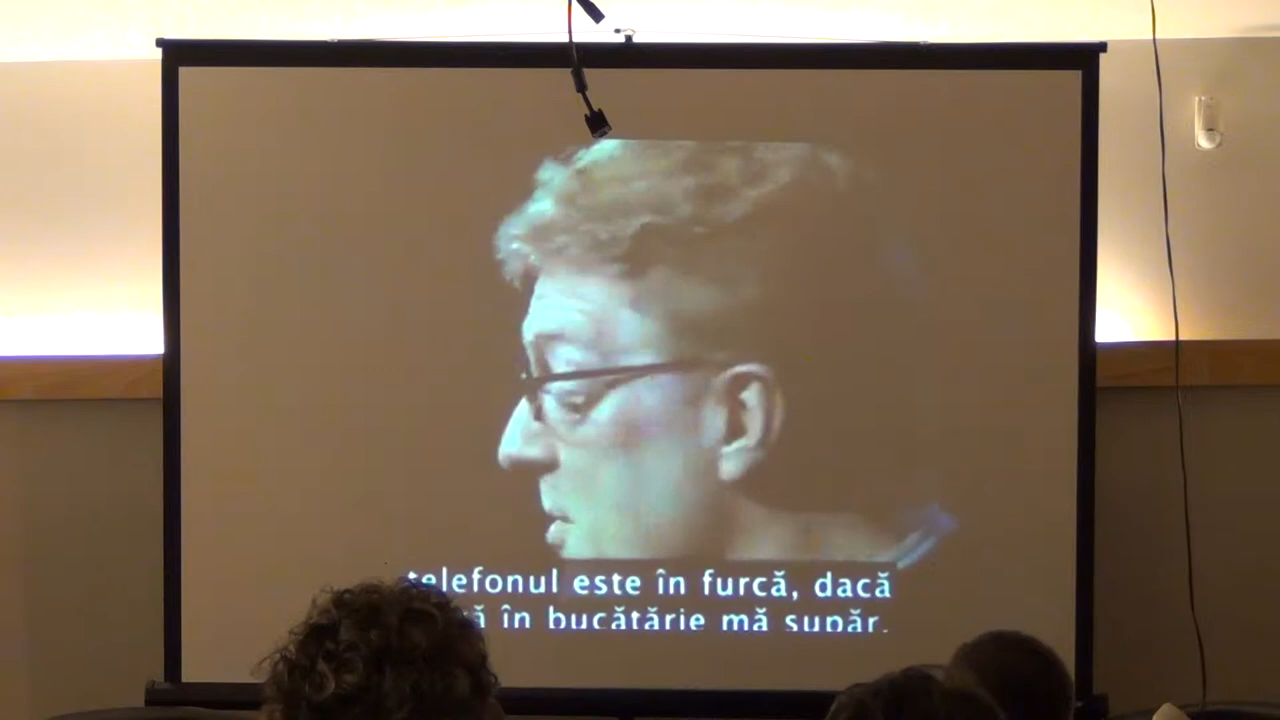 telefonul este în furcă, dacă
în bucătărie mă supăr.